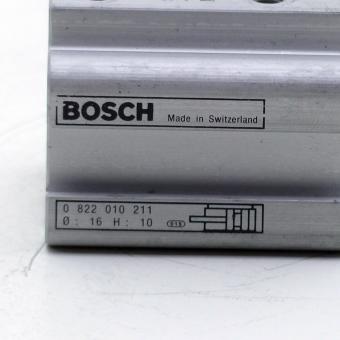 BOSCH Made in Switzerland
0 822 010 211
Ø : 16 H : 10